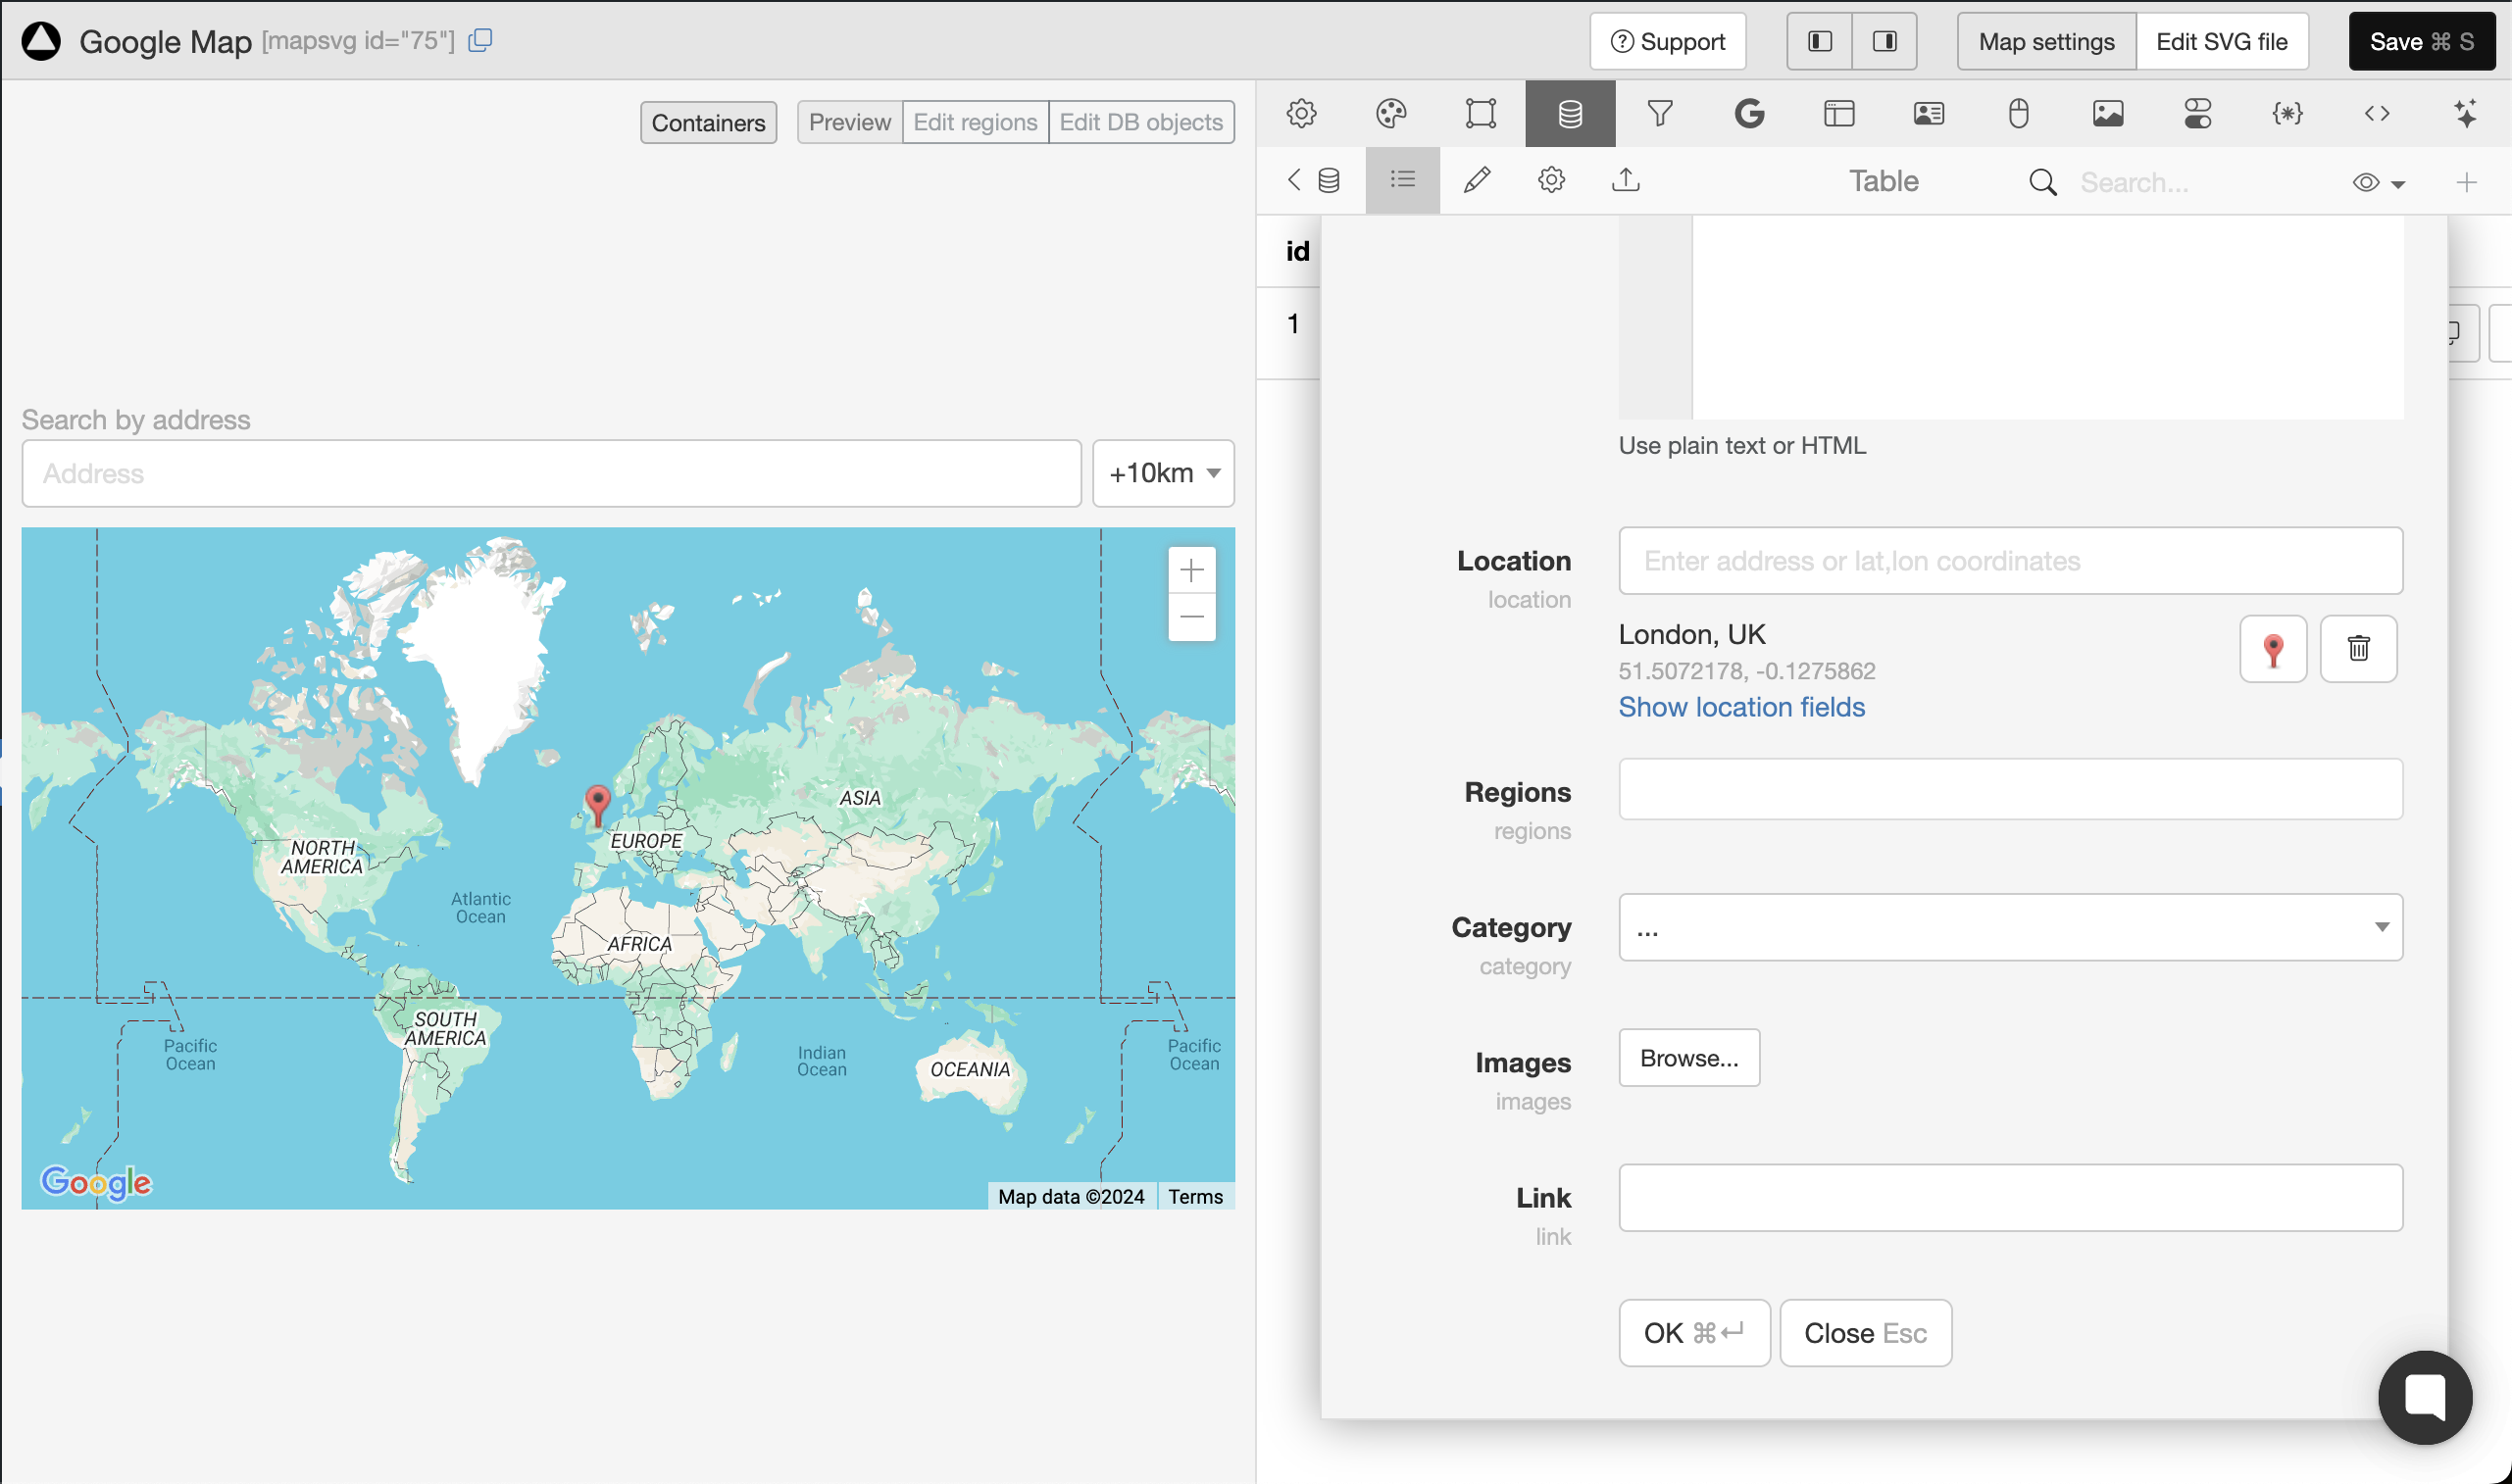 Google Map [mapsvg id="75"]
Support
Map settings
Edit SVG file
Save ⌘ S
Containers
Preview
Edit regions
Edit DB objects
Table
Search...
id
1
Search by address
Address
+10km
NORTH
AMERICA
Atlantic
Ocean
EUROPE
ASIA
AFRICA
SOUTH
AMERICA
Pacific
Ocean
Indian
Ocean
OCEANIA
Pacific
Ocean
Google
Map data ©2024
Terms
Use plain text or HTML
Location
location
Enter address or lat,lon coordinates
London, UK
51.5072178, -0.1275862
Show location fields
Regions
regions
Category
category
...
Images
images
Browse...
Link
link
OK ⌘↵
Close Esc